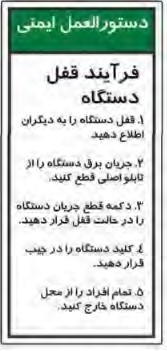 دستورالعمل ایمنی
فرآیند قفل
دستگاه
۱. قفل دستگاه را به دیگران
اطلاع دهید.
۲. جریان برق دستگاه را از
تابلو اصلی قطع کنید.
۳. دکمه قطع جریان دستگاه
را در حالت قفل قرار دهید.
۴. کلید دستگاه را در جیب
قرار دهید.
۵. تمام افراد را از محل
دستگاه خارج کنید.